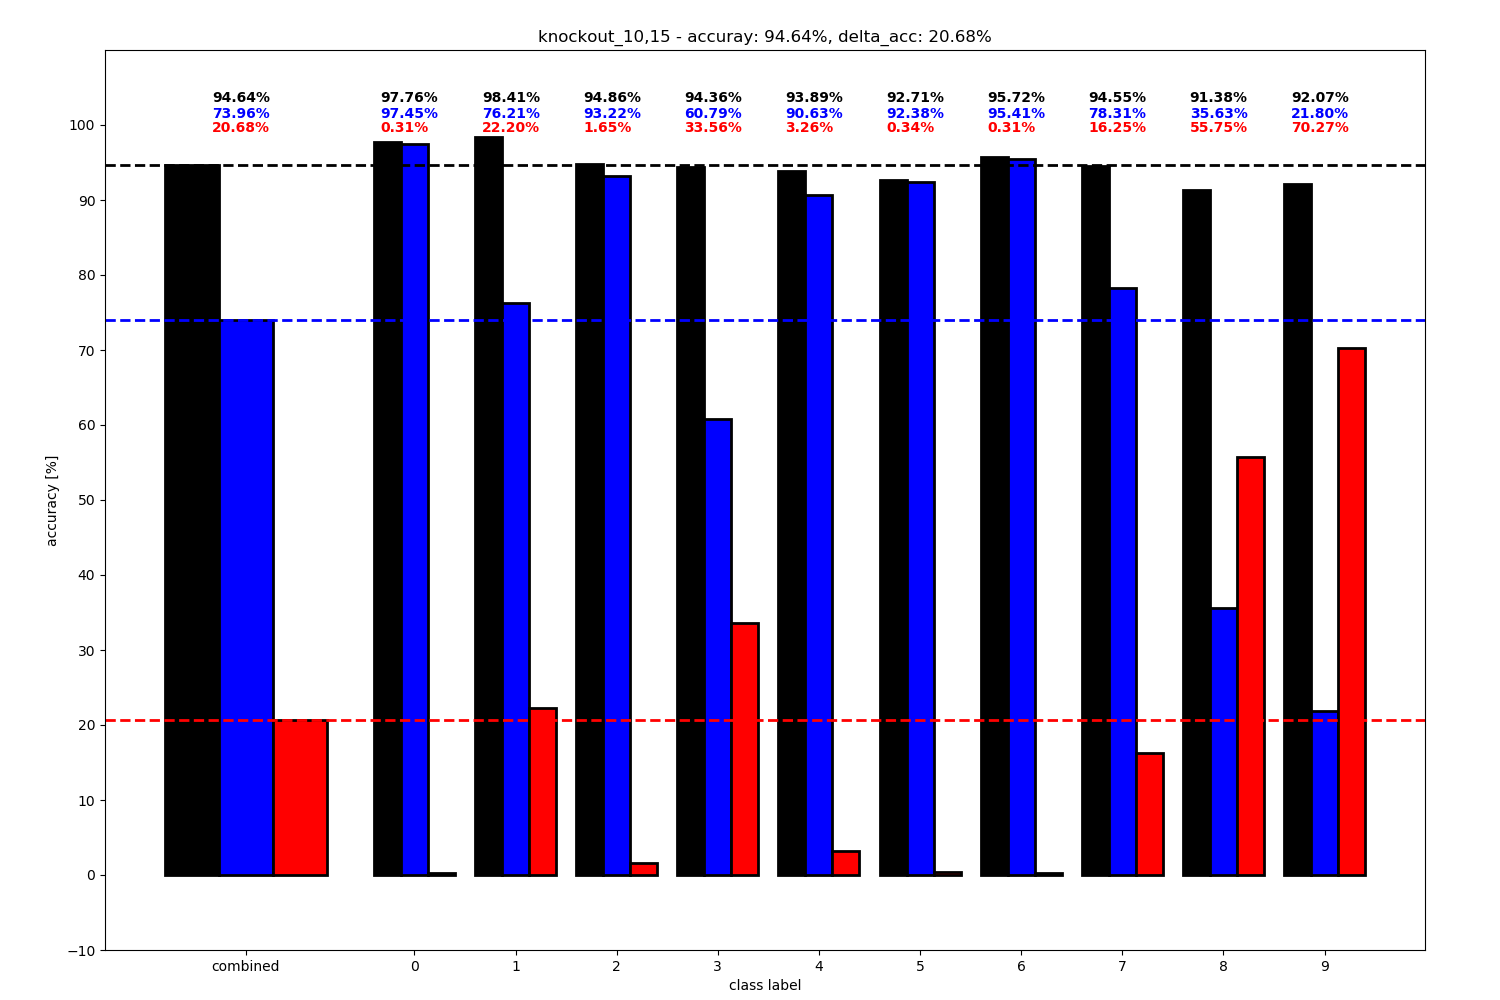 knockout_10,15 - accuray: 94.64%, delta_acc: 20.68%
94.64% 97.76% 98.41% 94.86% 94.36% 93.89% 92.71% 95.72% 94.55% 91.38% 92.07%
73.96% 97.45% 76.21% 93.22% 60.79% 90.63% 92.38% 95.41% 78.31% 35.63% 21.80%
20.68% 0.31% 22.20% 1.65% 33.56% 3.26% 0.34% 0.31% 16.25% 55.75% 70.27%
100
90
80
70
60
50
40
30
20
10
0
−10
accuracy [%]
combined 0 1 2 3 4 5 6 7 8 9
class label